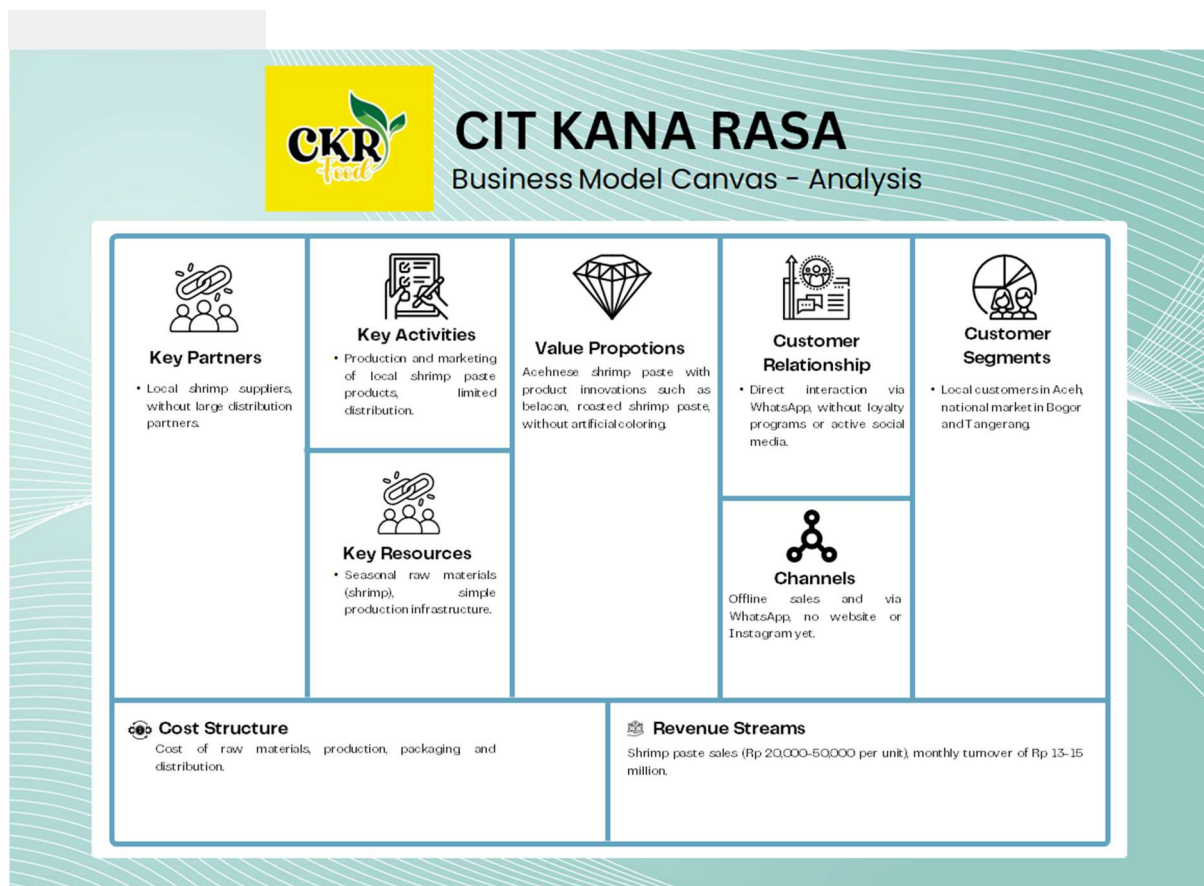 CKR
Food
CIT KANA RASA
Business Model Canvas - Analysis
Key Partners
• Local shrimp suppliers,
without large distribution
partners.
Key Activities
• Production and marketing
of local shrimp paste
products, limited
distribution.
Key Resources
• Seasonal raw materials
(shrimp), simple
production infrastructure.
Value Propotions
Acehnese shrimp paste with
product innovations such as
belacan, roasted shrimp paste,
without artificial coloring.
Customer
Relationship
• Direct interaction via
WhatsApp, without loyalty
programs or active social
media.
Channels
Offline sales and via
WhatsApp, no website or
Instagram yet.
Customer
Segments
• Local customers in Aceh,
national market in Bogor
and Tangerang.
Cost Structure
Cost of raw materials, production, packaging and
distribution.
Revenue Streams
Shrimp paste sales (Rp 20,000-50,000 per unit), monthly turnover of Rp 13-15
million.